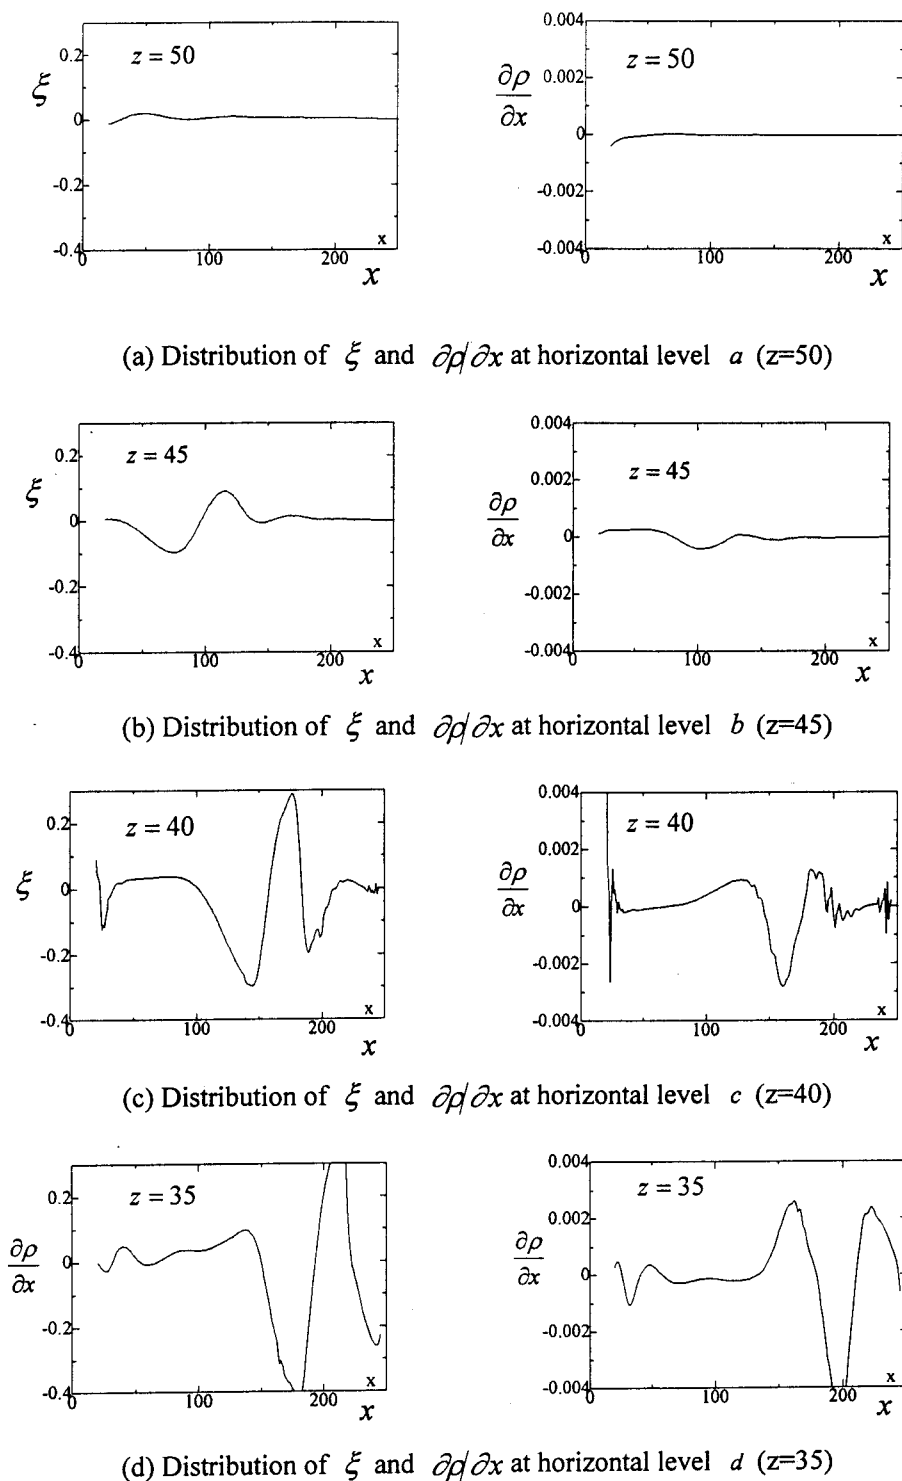 0.2
z = 50
ξ
0
-0.2
-0.4
0
100
200
x
x
0.004
z = 50
∂ρ/∂x
0.002
0
-0.002
-0.004
0
100
200
x
x
(a) Distribution of ξ and ∂ρ/∂x at horizontal level a (z=50)
0.2
z = 45
ξ
0
-0.2
-0.4
0
100
200
x
x
0.004
z = 45
∂ρ/∂x
0.002
0
-0.002
-0.004
0
100
200
x
x
(b) Distribution of ξ and ∂ρ/∂x at horizontal level b (z=45)
0.2
z = 40
ξ
0
-0.2
-0.4
0
100
200
x
x
0.004
z = 40
∂ρ/∂x
0.002
0
-0.002
-0.004
0
100
200
x
x
(c) Distribution of ξ and ∂ρ/∂x at horizontal level c (z=40)
0.2
z = 35
∂ρ/∂x
0
-0.2
-0.4
0
100
200
x
x
0.004
z = 35
∂ρ/∂x
0.002
0
-0.002
-0.004
0
100
200
x
x
(d) Distribution of ξ and ∂ρ/∂x at horizontal level d (z=35)